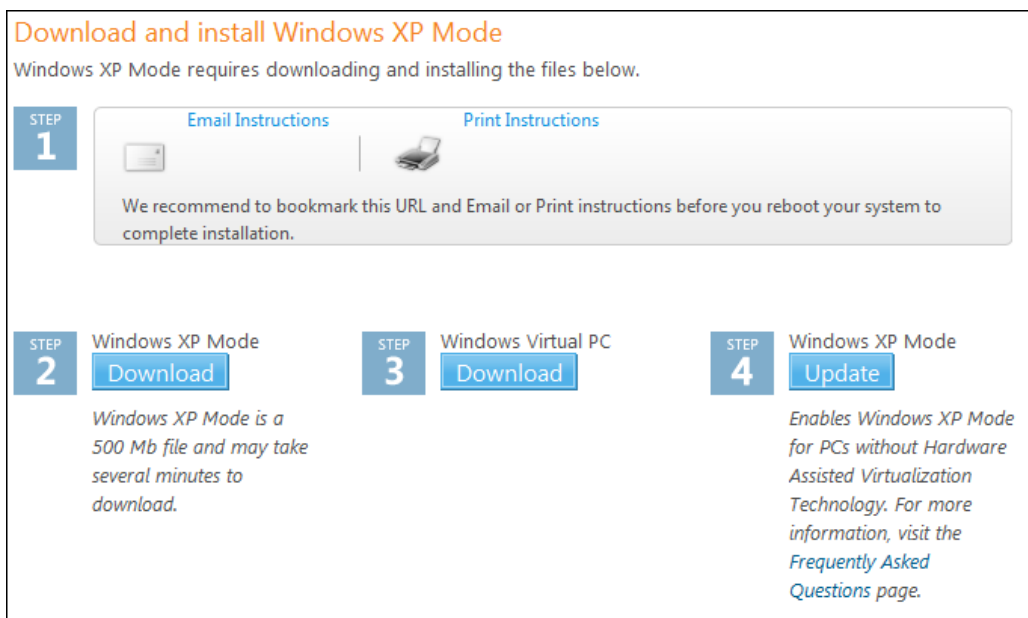 Download and install Windows XP Mode
Windows XP Mode requires downloading and installing the files below.
STEP
1
Email Instructions
Print Instructions
We recommend to bookmark this URL and Email or Print instructions before you reboot your system to
complete installation.
STEP
2
Windows XP Mode
Download
Windows XP Mode is a
500 Mb file and may take
several minutes to
download.
STEP
3
Windows Virtual PC
Download
STEP
4
Windows XP Mode
Update
Enables Windows XP Mode
for PCs without Hardware
Assisted Virtualization
Technology. For more
information, visit the
Frequently Asked
Questions page.